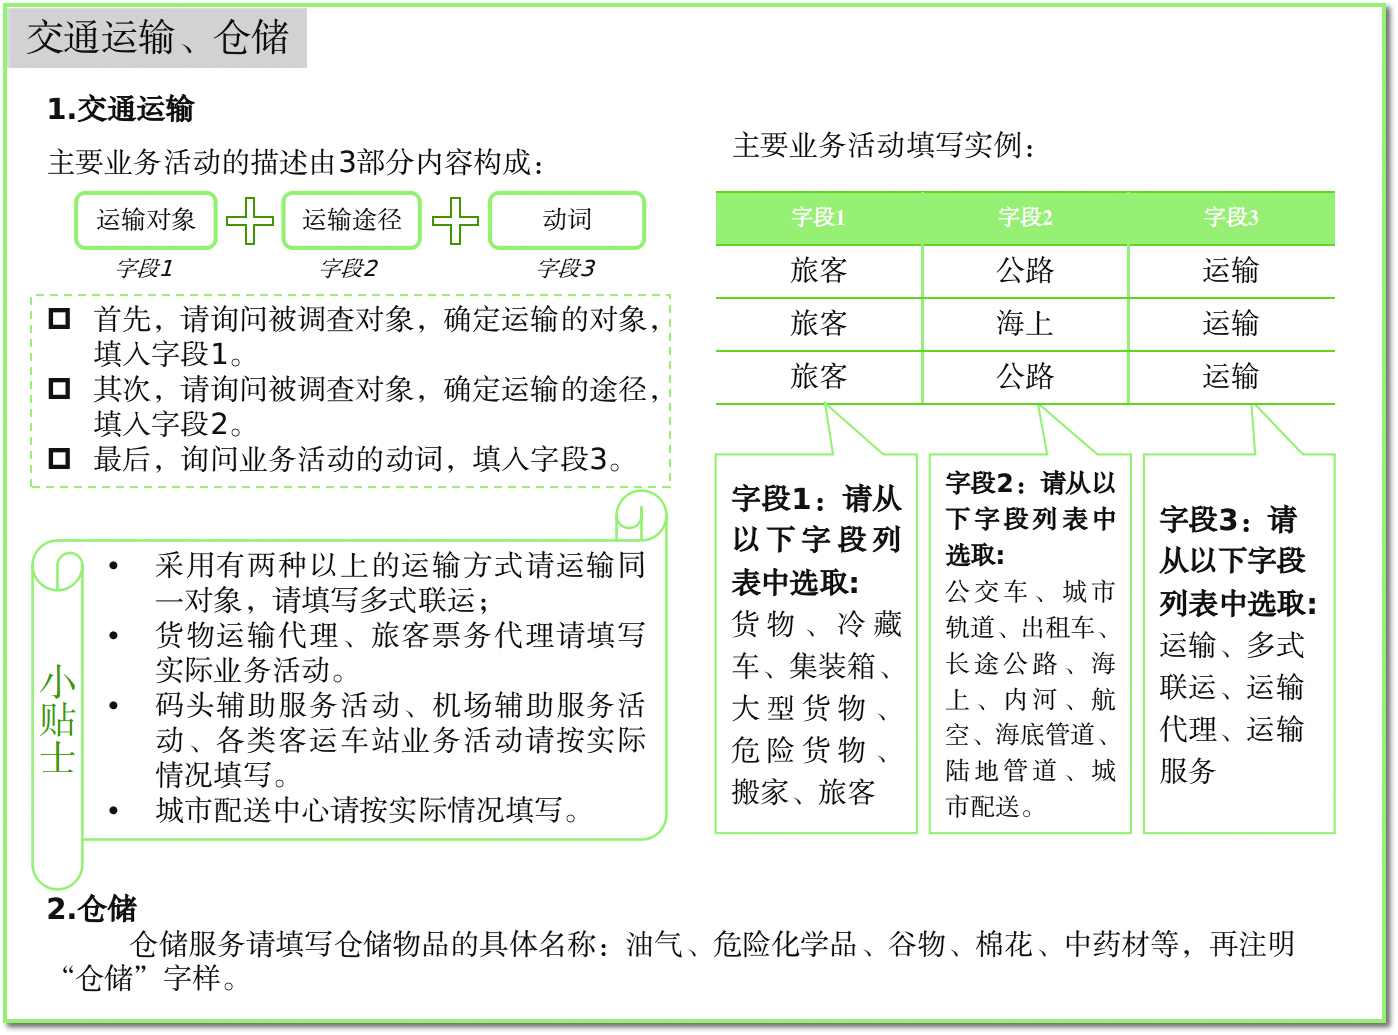 交通运输、仓储
1.交通运输
主要业务活动的描述由3部分内容构成：
运输对象
运输途径
动词
字段1
字段2
字段3
首先，请询问被调查对象，确定运输的对象，
填入字段1。
其次，请询问被调查对象，确定运输的途径，
填入字段2。
最后，询问业务活动的动词，填入字段3。
小贴士
• 采用有两种以上的运输方式请运输同
一对象，请填写多式联运；
• 货物运输代理、旅客票务代理请填写
实际业务活动。
• 码头辅助服务活动、机场辅助服务活
动、各类客运车站业务活动请按实际
情况填写。
• 城市配送中心请按实际情况填写。
主要业务活动填写实例：
字段1 字段2 字段3
旅客 公路 运输
旅客 海上 运输
旅客 公路 运输
字段1：请从
以下字段列
表中选取:
货物、冷藏
车、集装箱、
大型货物、
危险货物、
搬家、旅客
字段2：请从以
下字段列表中
选取:
公交车、城市
轨道、出租车、
长途公路、海
上、内河、航
空、海底管道、
陆地管道、城
市配送。
字段3：请
从以下字段
列表中选取:
运输、多式
联运、运输
代理、运输
服务
2.仓储
仓储服务请填写仓储物品的具体名称：油气、危险化学品、谷物、棉花、中药材等，再注明
“仓储”字样。